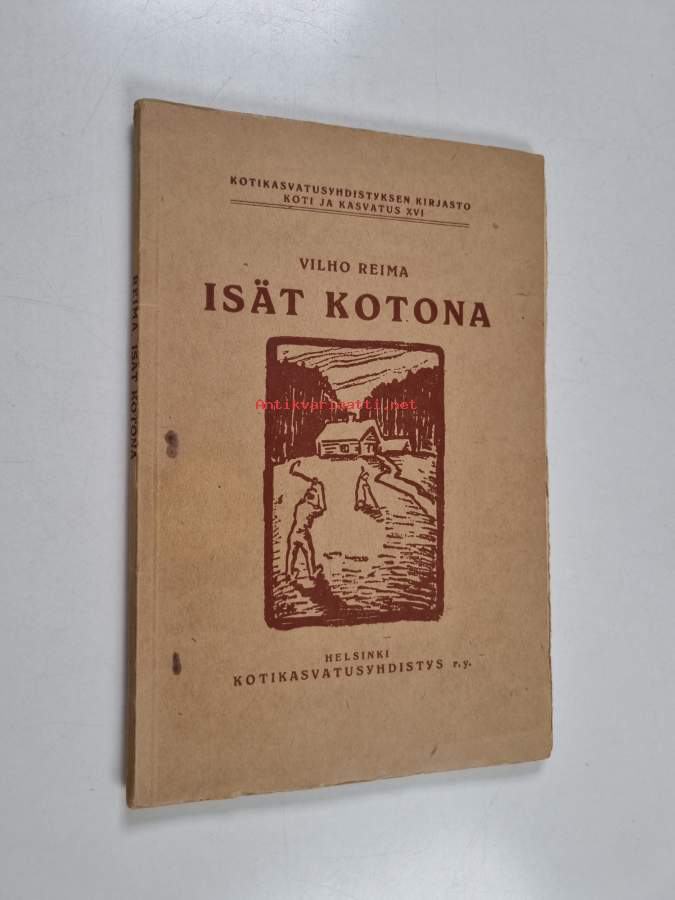 KOTIKASVATUSYHDISTYKSEN KIRJASTO
KOTI JA KASVATUS XVI
VILHO REIMA
ISÄT KOTONA
Antikvariaatti.net
HELSINKI
KOTIKASVATUSYHDISTYS r.y.
REIMA ISÄT KOTONA